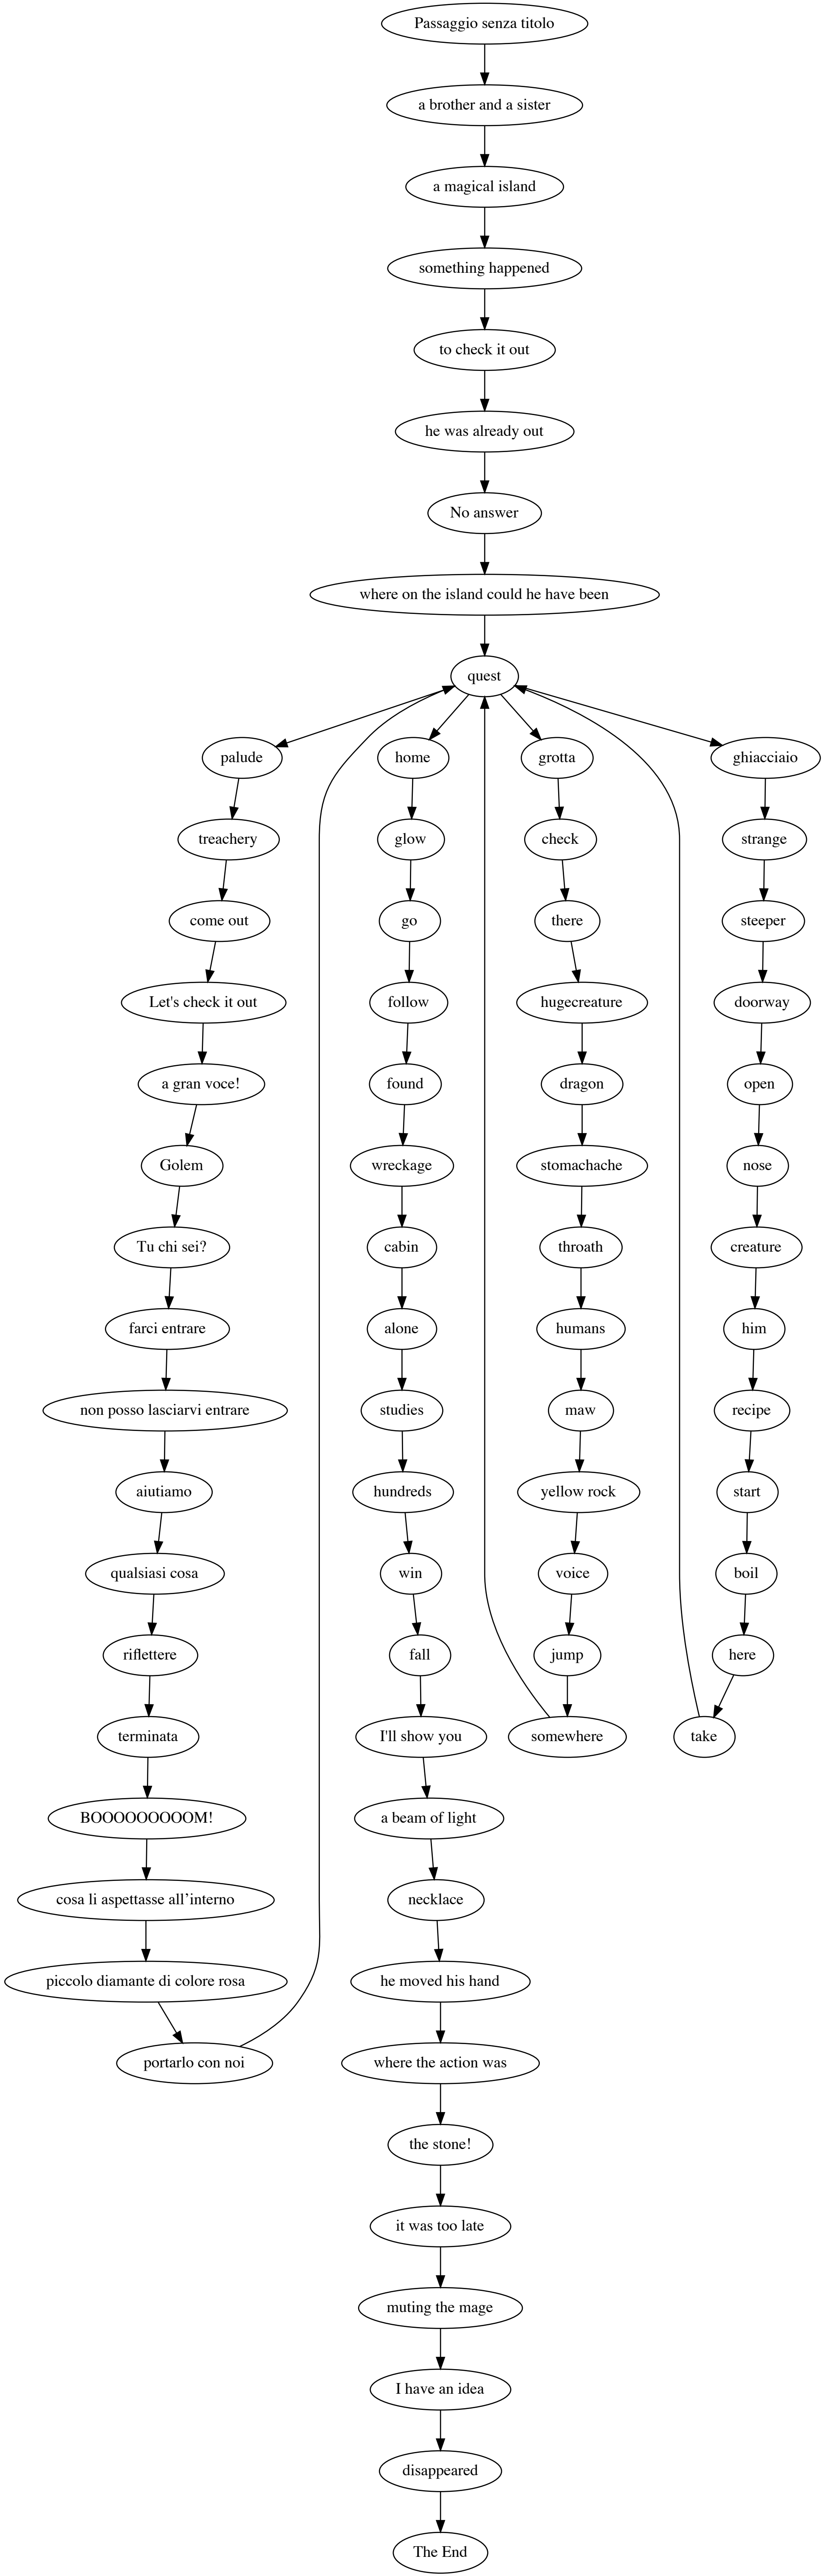 Passaggio senza titolo
a brother and a sister
a magical island
something happened
to check it out
he was already out
No answer
where on the island could he have been
quest
palude
home
grotta
ghiacciaio
treachery
glow
check
strange
come out
go
there
steeper
Let's check it out
follow
hugecreature
doorway
a gran voce!
found
dragon
open
Golem
wreckage
stomachache
nose
Tu chi sei?
cabin
throath
creature
farci entrare
alone
humans
him
non posso lasciarvi entrare
studies
maw
recipe
aiutiamo
hundreds
yellow rock
start
qualsiasi cosa
win
voice
boil
riflettere
fall
jump
here
terminata
I'll show you
somewhere
take
BOOOOOOOOOM!
a beam of light
cosa li aspettasse all’interno
necklace
piccolo diamante di colore rosa
he moved his hand
portarlo con noi
where the action was
the stone!
it was too late
muting the mage
I have an idea
disappeared
The End